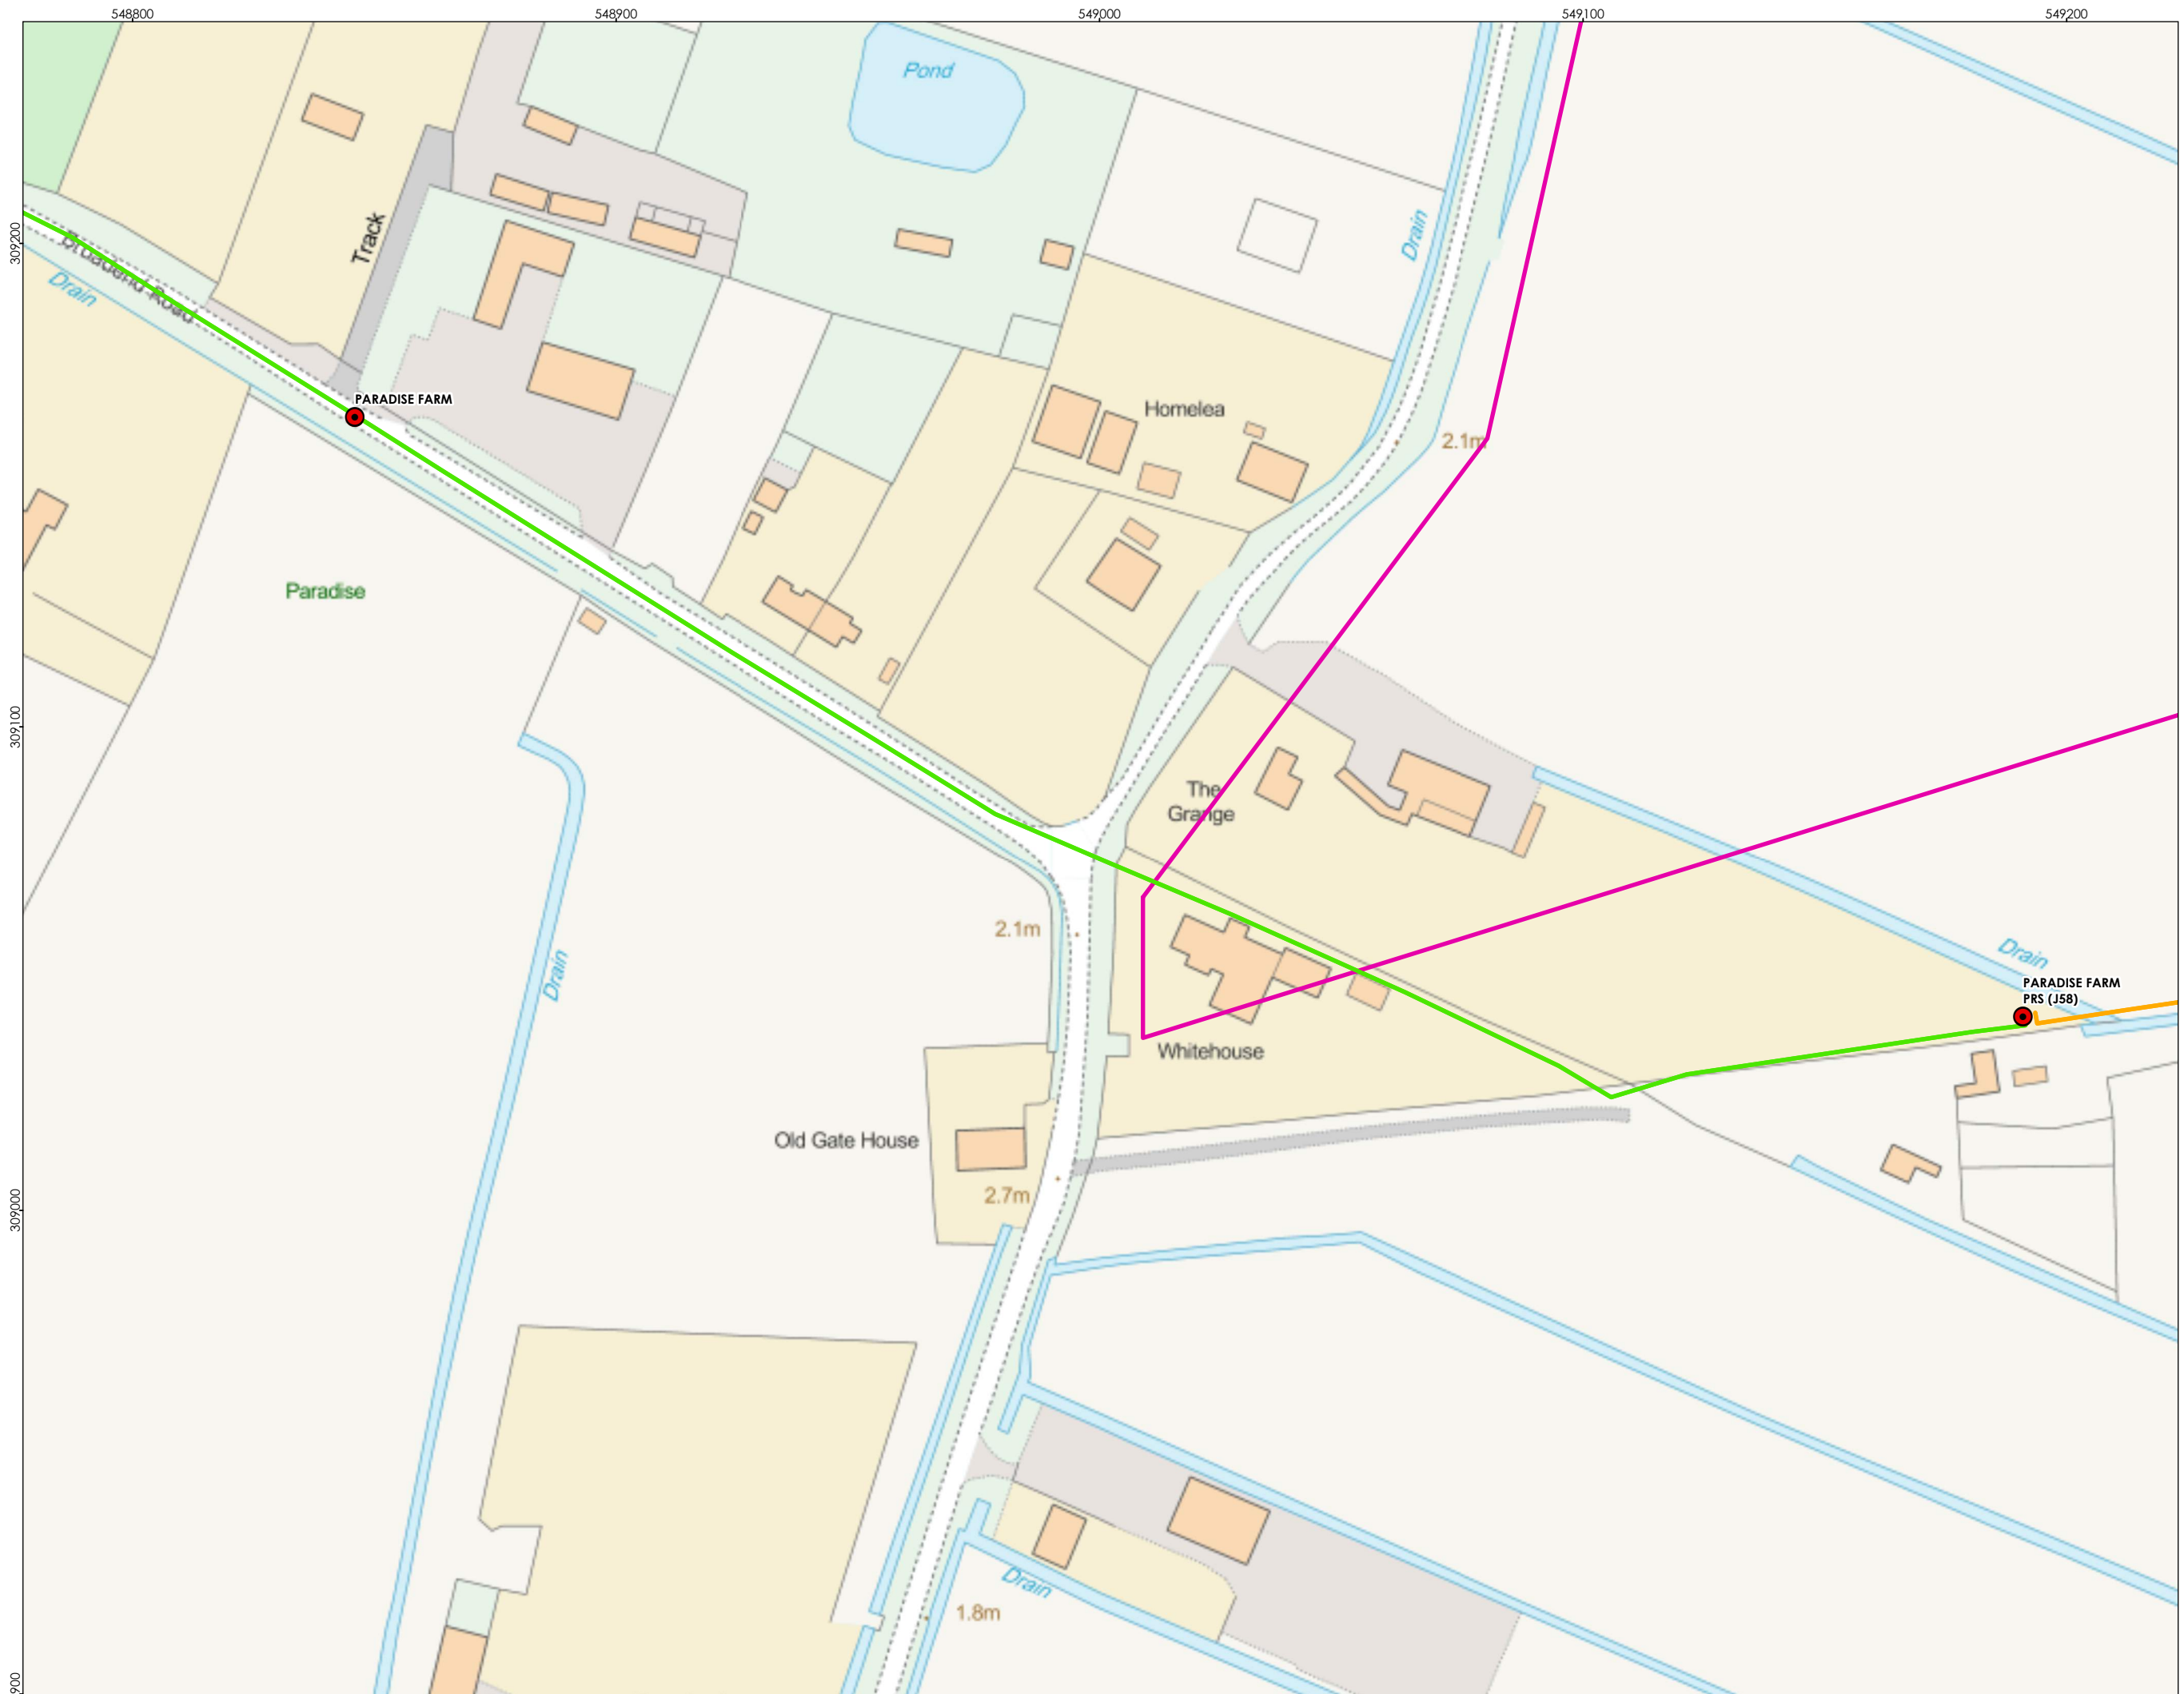 548800
548900
549000
549100
549200
Pond
Drain
309200
Track
Broadend Road
Drain
PARADISE FARM
Homelea
2.1m
Paradise
309100
The
Grange
2.1m
Drain
Drain
PARADISE FARM
PRS (J58)
Whitehouse
Old Gate House
2.7m
309000
Drain
1.8m